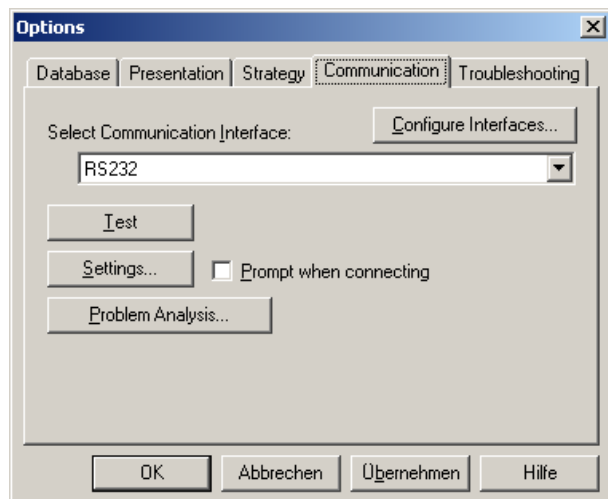 Options
Database Presentation Strategy Communication Troubleshooting
Select Communication Interface: Configure Interfaces...
RS232
Test
Settings... Prompt when connecting
Problem Analysis...
OK Abbrechen Übernehmen Hilfe